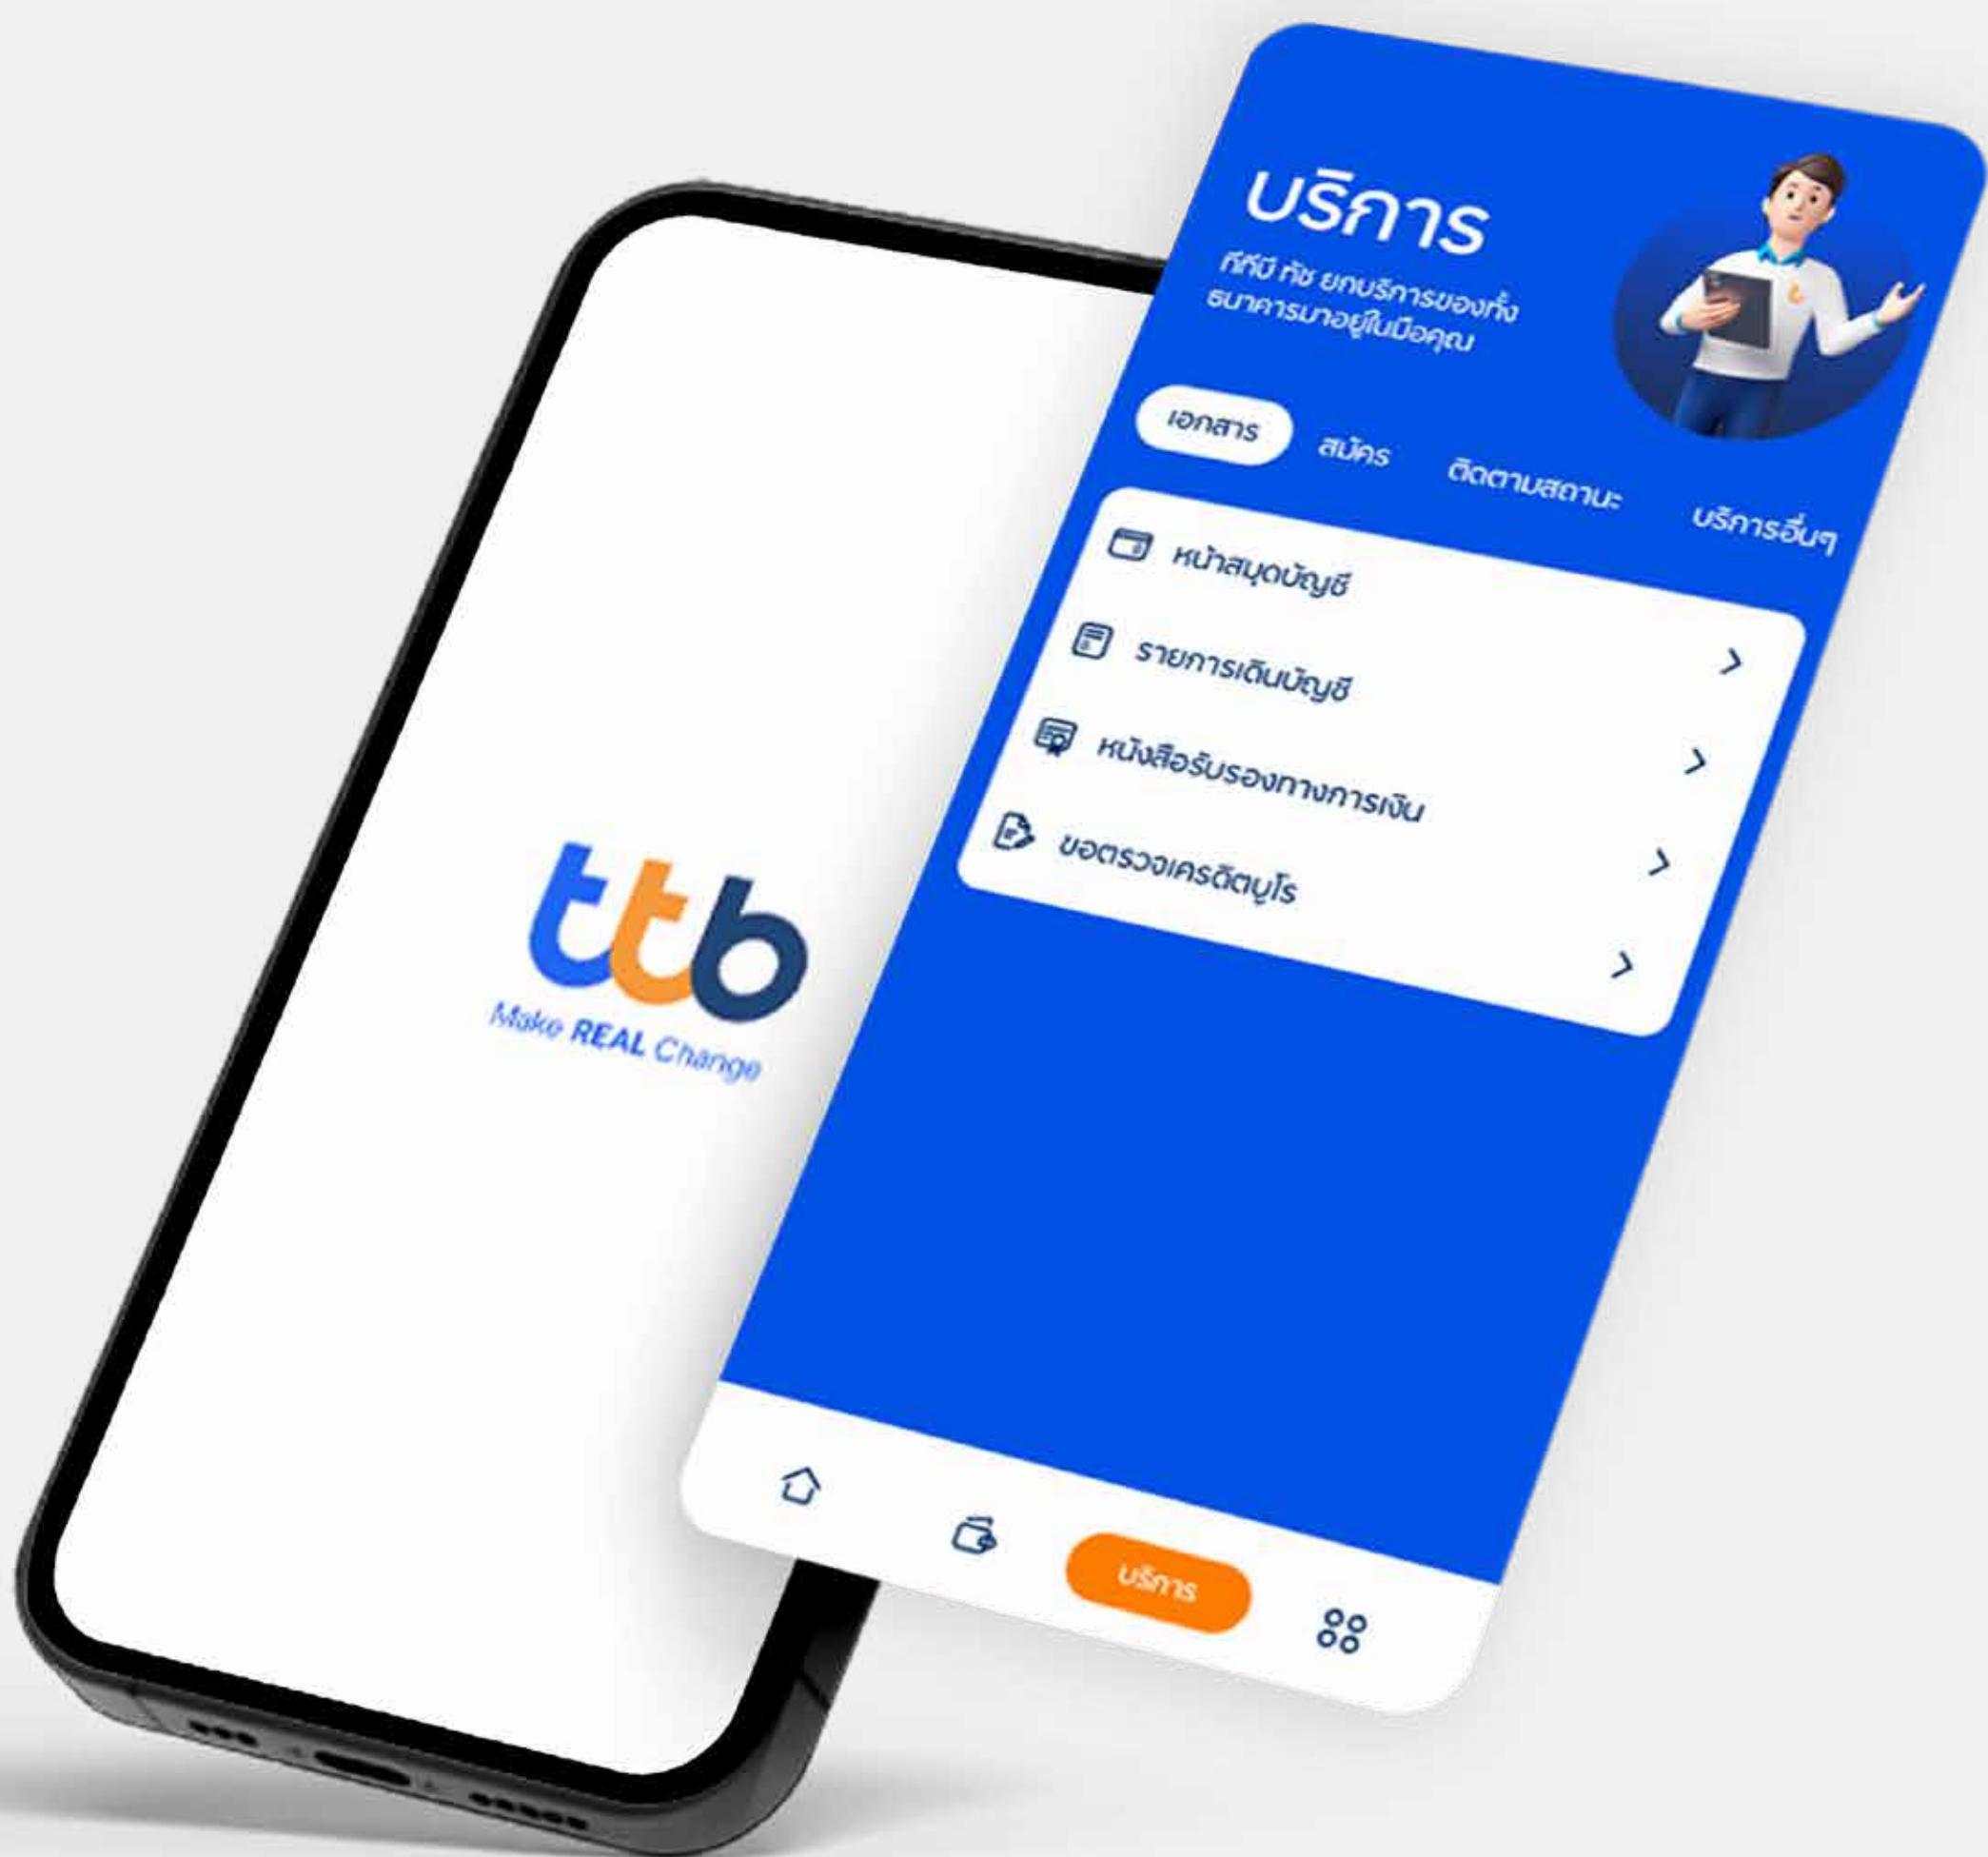 ttb
Make REAL Change
บริการ
ทีทีบี ทัช ยกบริการของทั้ง
ธนาคารมาอยู่ในมือคุณ
เอกสาร
สมัคร
ติดตามสถานะ
บริการอื่นๆ
หน้าสมุดบัญชี
รายการเดินบัญชี
หนังสือรับรองทางการเงิน
ขอตรวจเครดิตบูโร
บริการ